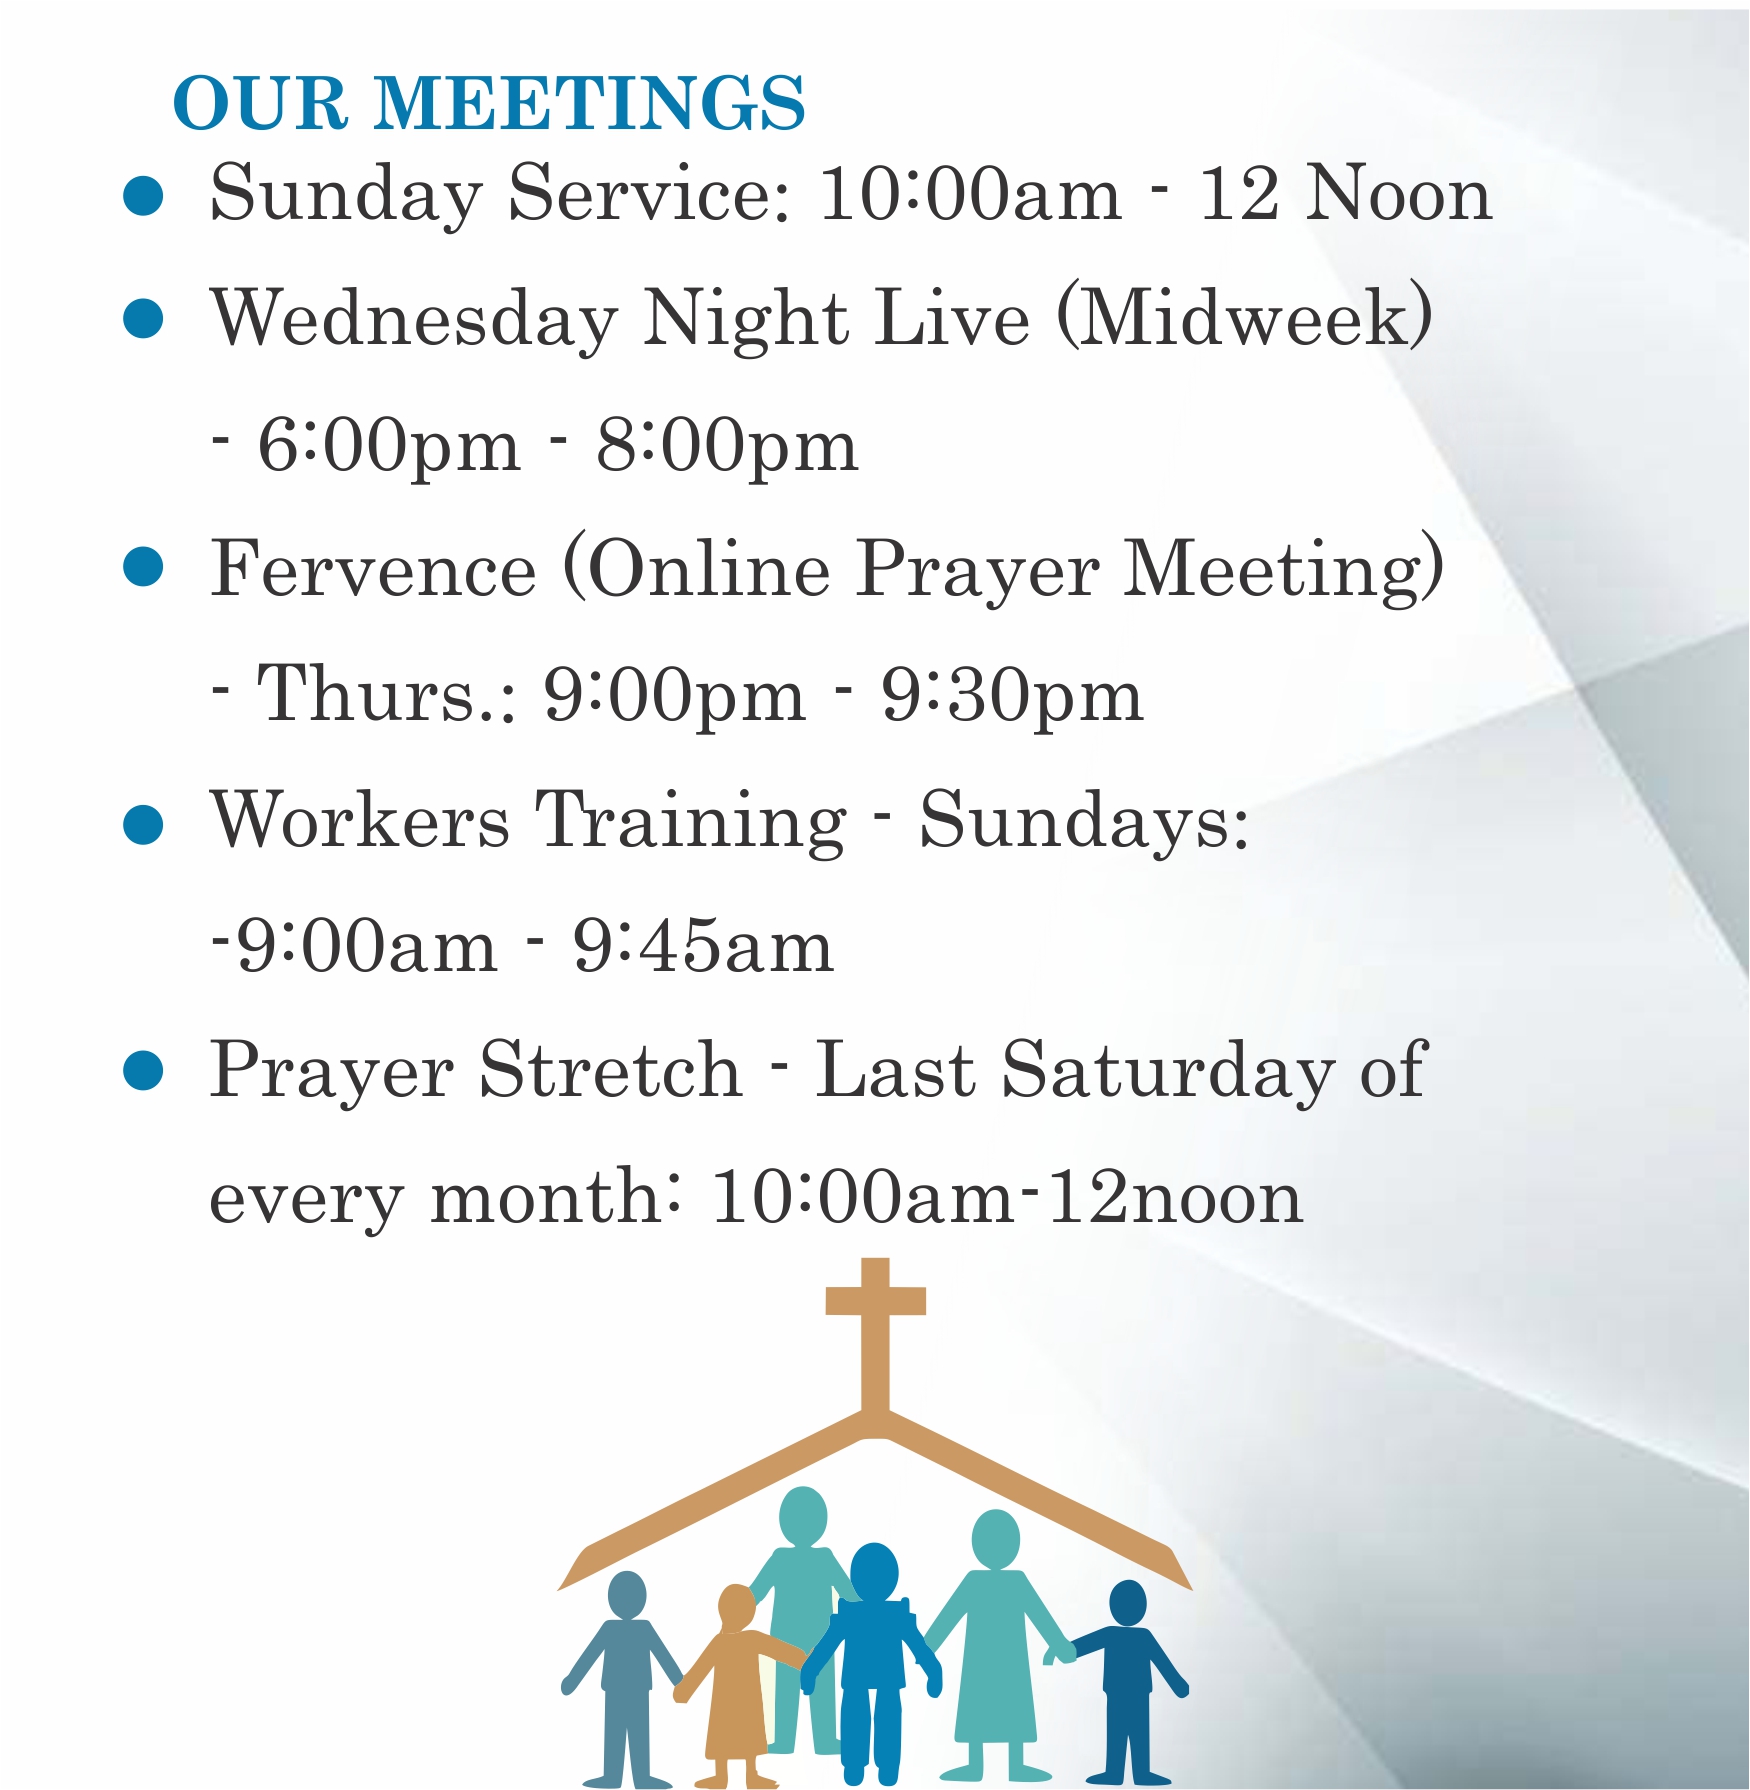 OUR MEETINGS
● Sunday Service: 10:00am - 12 Noon
● Wednesday Night Live (Midweek)
- 6:00pm - 8:00pm
● Fervence (Online Prayer Meeting)
- Thurs.: 9:00pm - 9:30pm
● Workers Training - Sundays:
-9:00am - 9:45am
● Prayer Stretch - Last Saturday of
every month: 10:00am-12noon